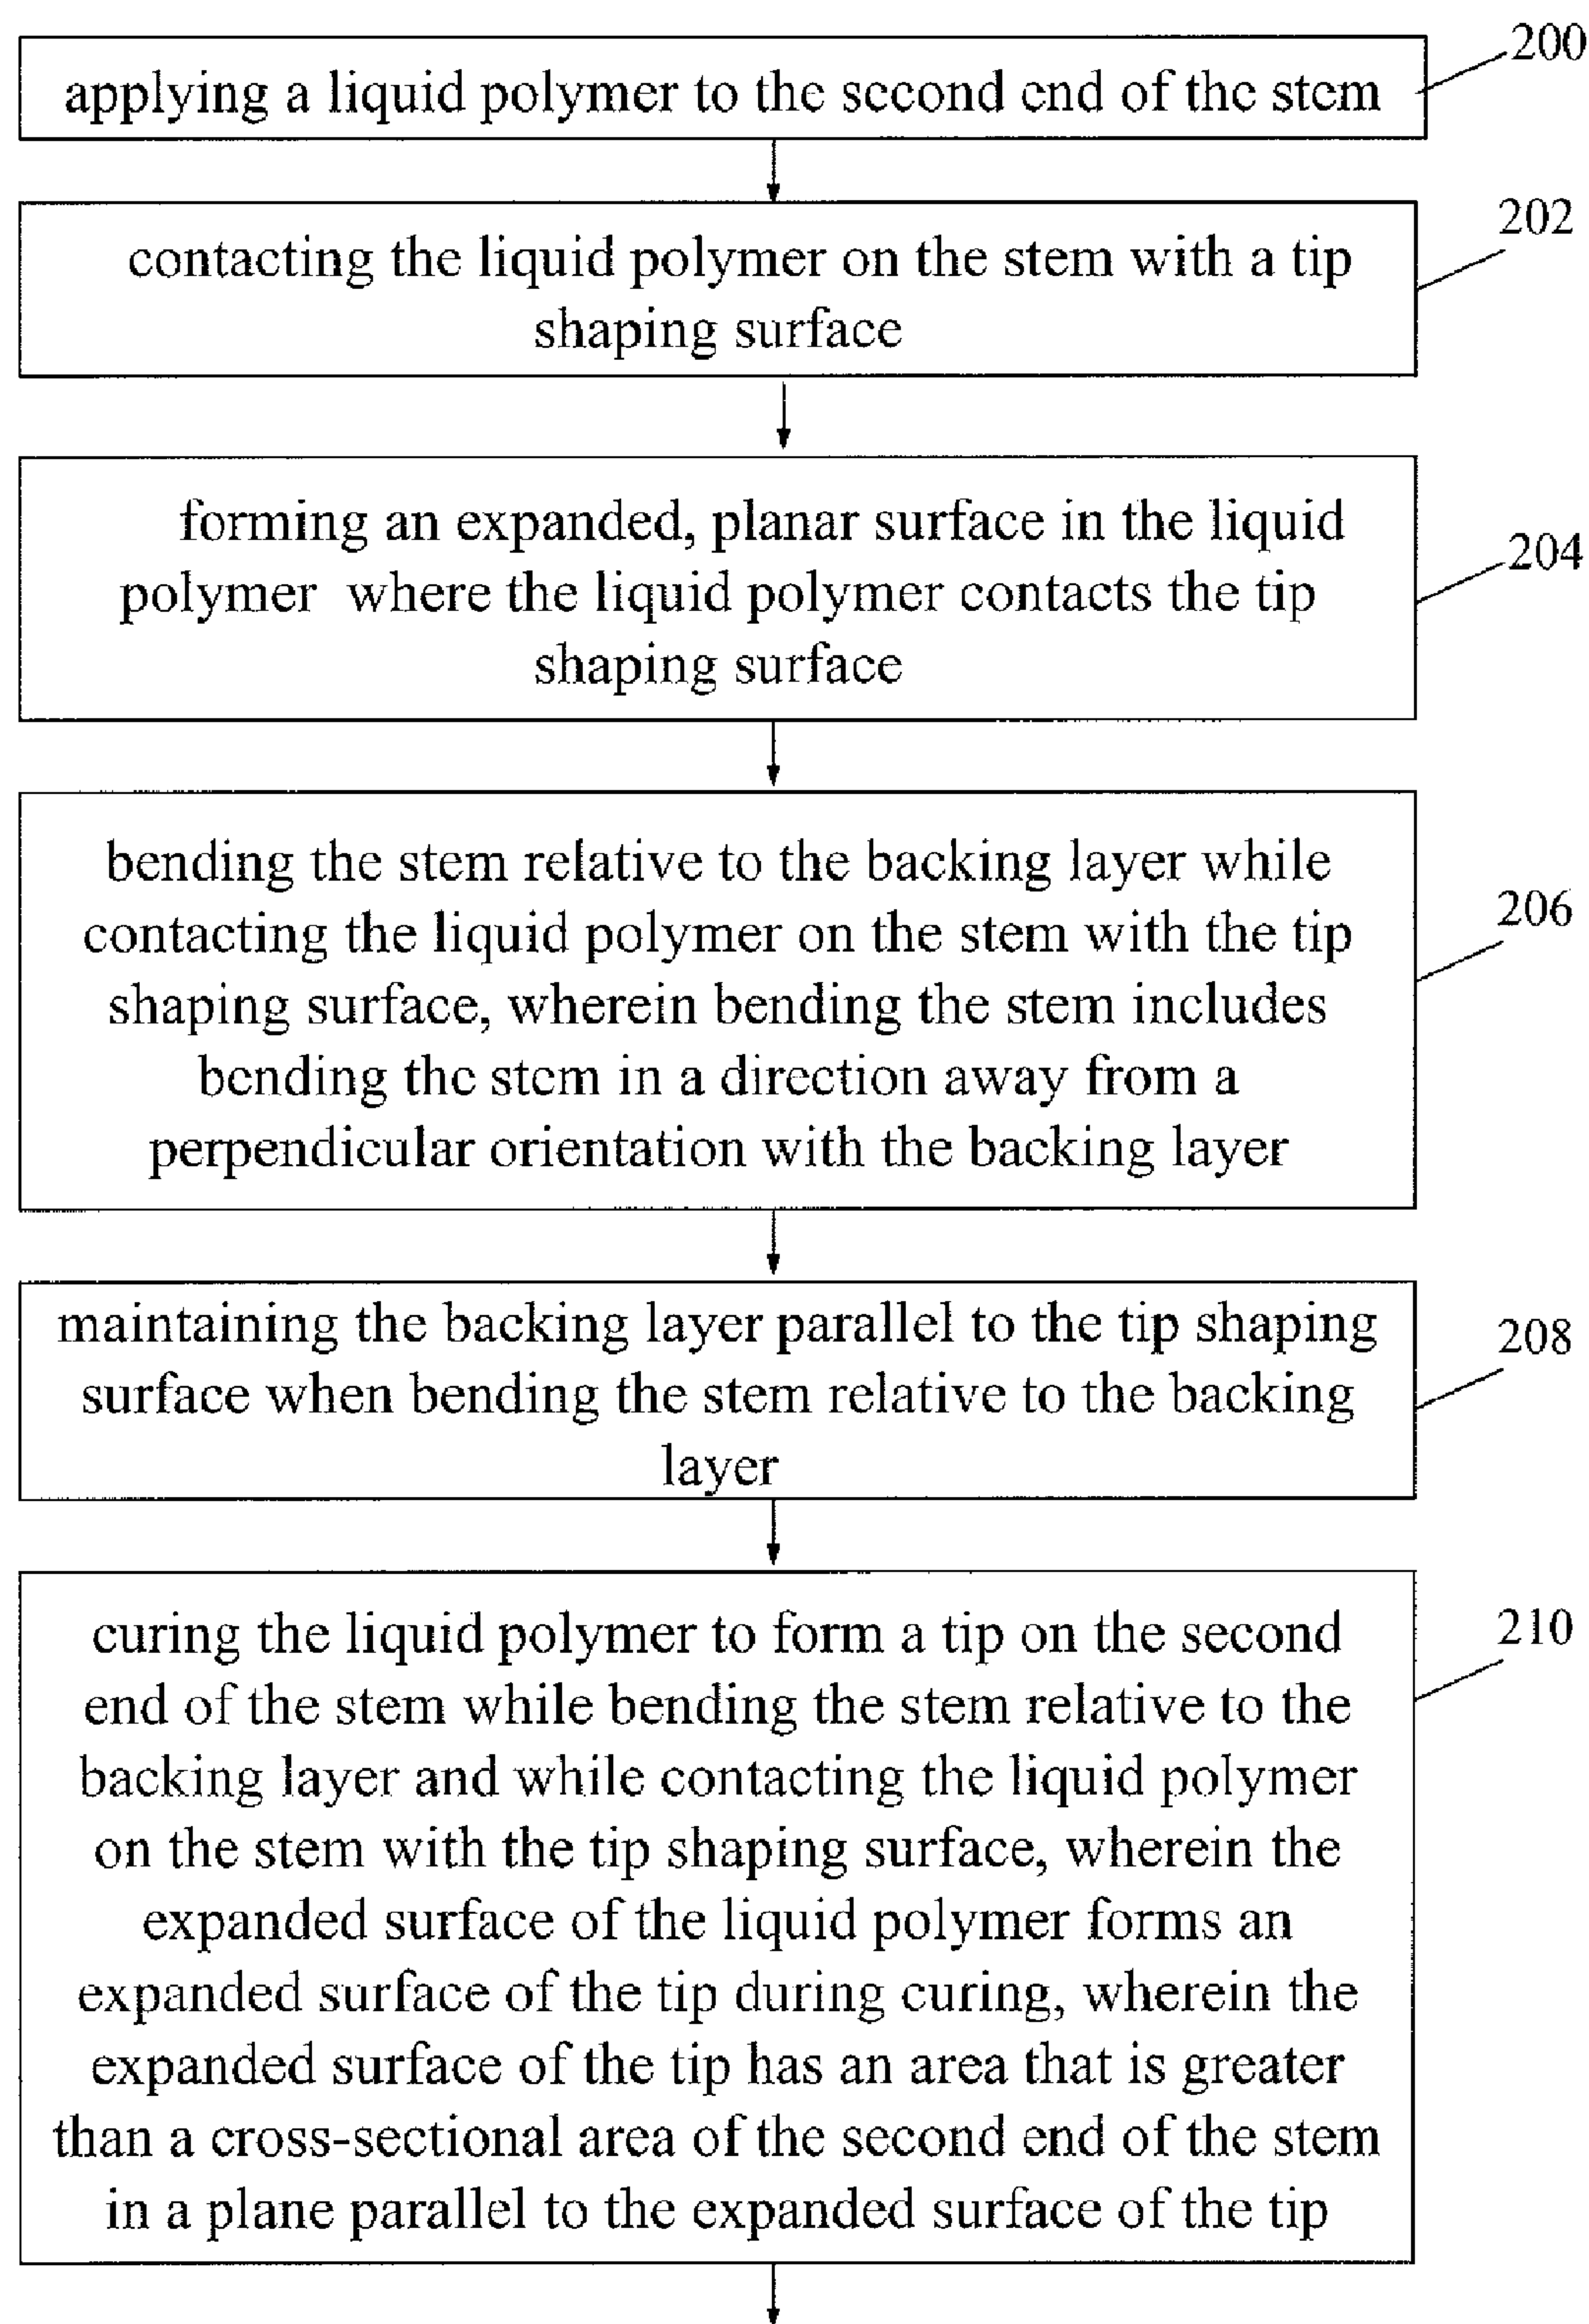 200
applying a liquid polymer to the second end of the stem
202
contacting the liquid polymer on the stem with a tip
shaping surface
204
forming an expanded, planar surface in the liquid
polymer where the liquid polymer contacts the tip
shaping surface
206
bending the stem relative to the backing layer while
contacting the liquid polymer on the stem with the tip
shaping surface, wherein bending the stem includes
bending the stem in a direction away from a
perpendicular orientation with the backing layer
208
maintaining the backing layer parallel to the tip shaping
surface when bending the stem relative to the backing
layer
210
curing the liquid polymer to form a tip on the second
end of the stem while bending the stem relative to the
backing layer and while contacting the liquid polymer
on the stem with the tip shaping surface, wherein the
expanded surface of the liquid polymer forms an
expanded surface of the tip during curing, wherein the
expanded surface of the tip has an area that is greater
than a cross-sectional area of the second end of the stem
in a plane parallel to the expanded surface of the tip